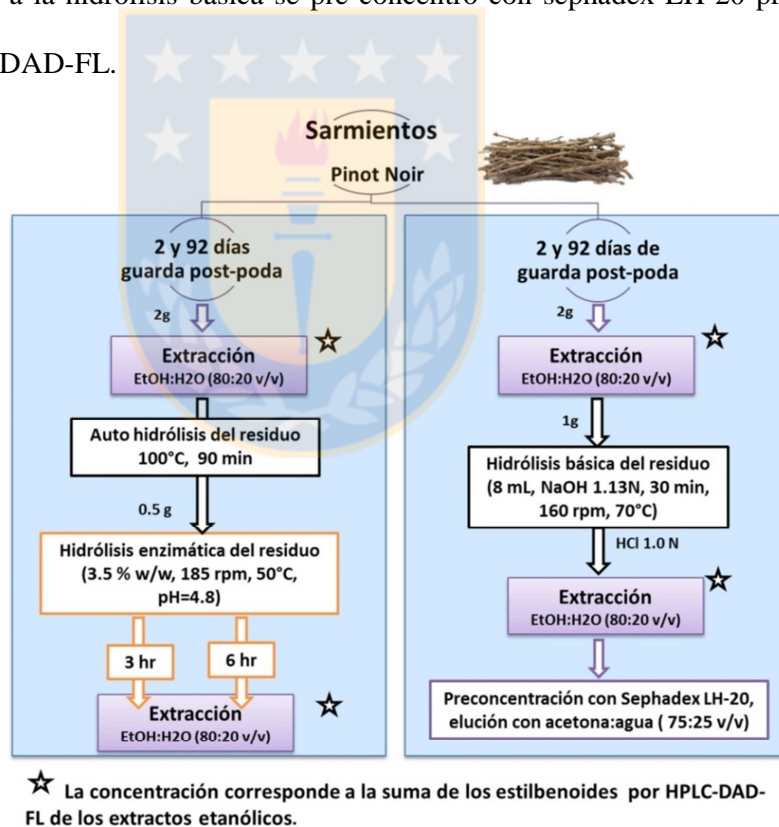 a la hidrólisis básica se pre concentró con sephadex LH-20
DAD-FL.
Sarmientos
Pinot Noir
2 y 92 días
guarda post-poda
2g
Extracción
EtOH:H2O (80:20 v/v)
Auto hidrólisis del residuo
100°C, 90 min
0.5 g
Hidrólisis enzimática del residuo
(3.5 % w/w, 185 rpm, 50°C,
pH=4.8)
3 hr
6 hr
Extracción
EtOH:H2O (80:20 v/v)
2 y 92 días de
guarda post-poda
2g
Extracción
EtOH:H2O (80:20 v/v)
1g
Hidrólisis básica del residuo
(8 mL, NaOH 1.13N, 30 min,
160 rpm, 70°C)
HCl 1.0 N
Extracción
EtOH:H2O (80:20 v/v)
Preconcentración con Sephadex LH-20,
elución con acetona:agua ( 75:25 v/v)
La concentración corresponde a la suma de los estilbenoides por HPLC-DAD-
FL de los extractos etanólicos.